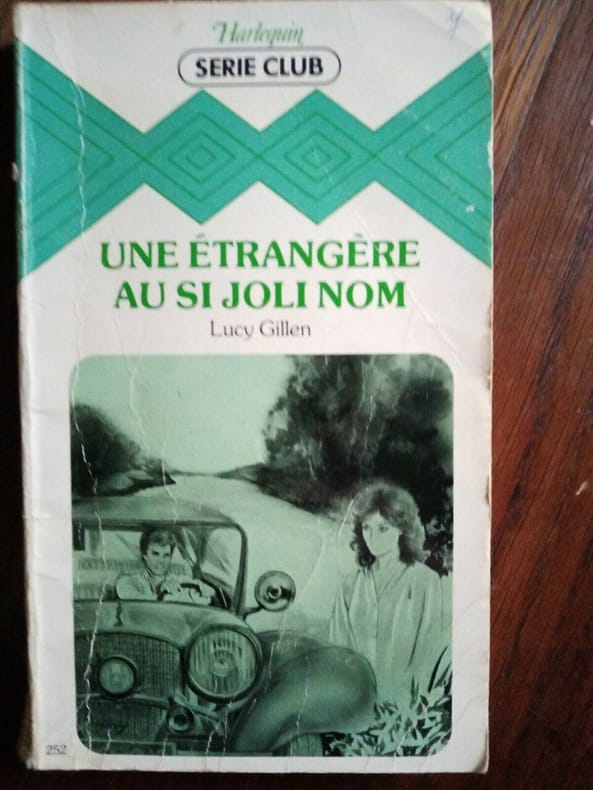 Harlequin
SERIE CLUB
UNE ÉTRANGÈRE
AU SI JOLI NOM
Lucy Gillen
252